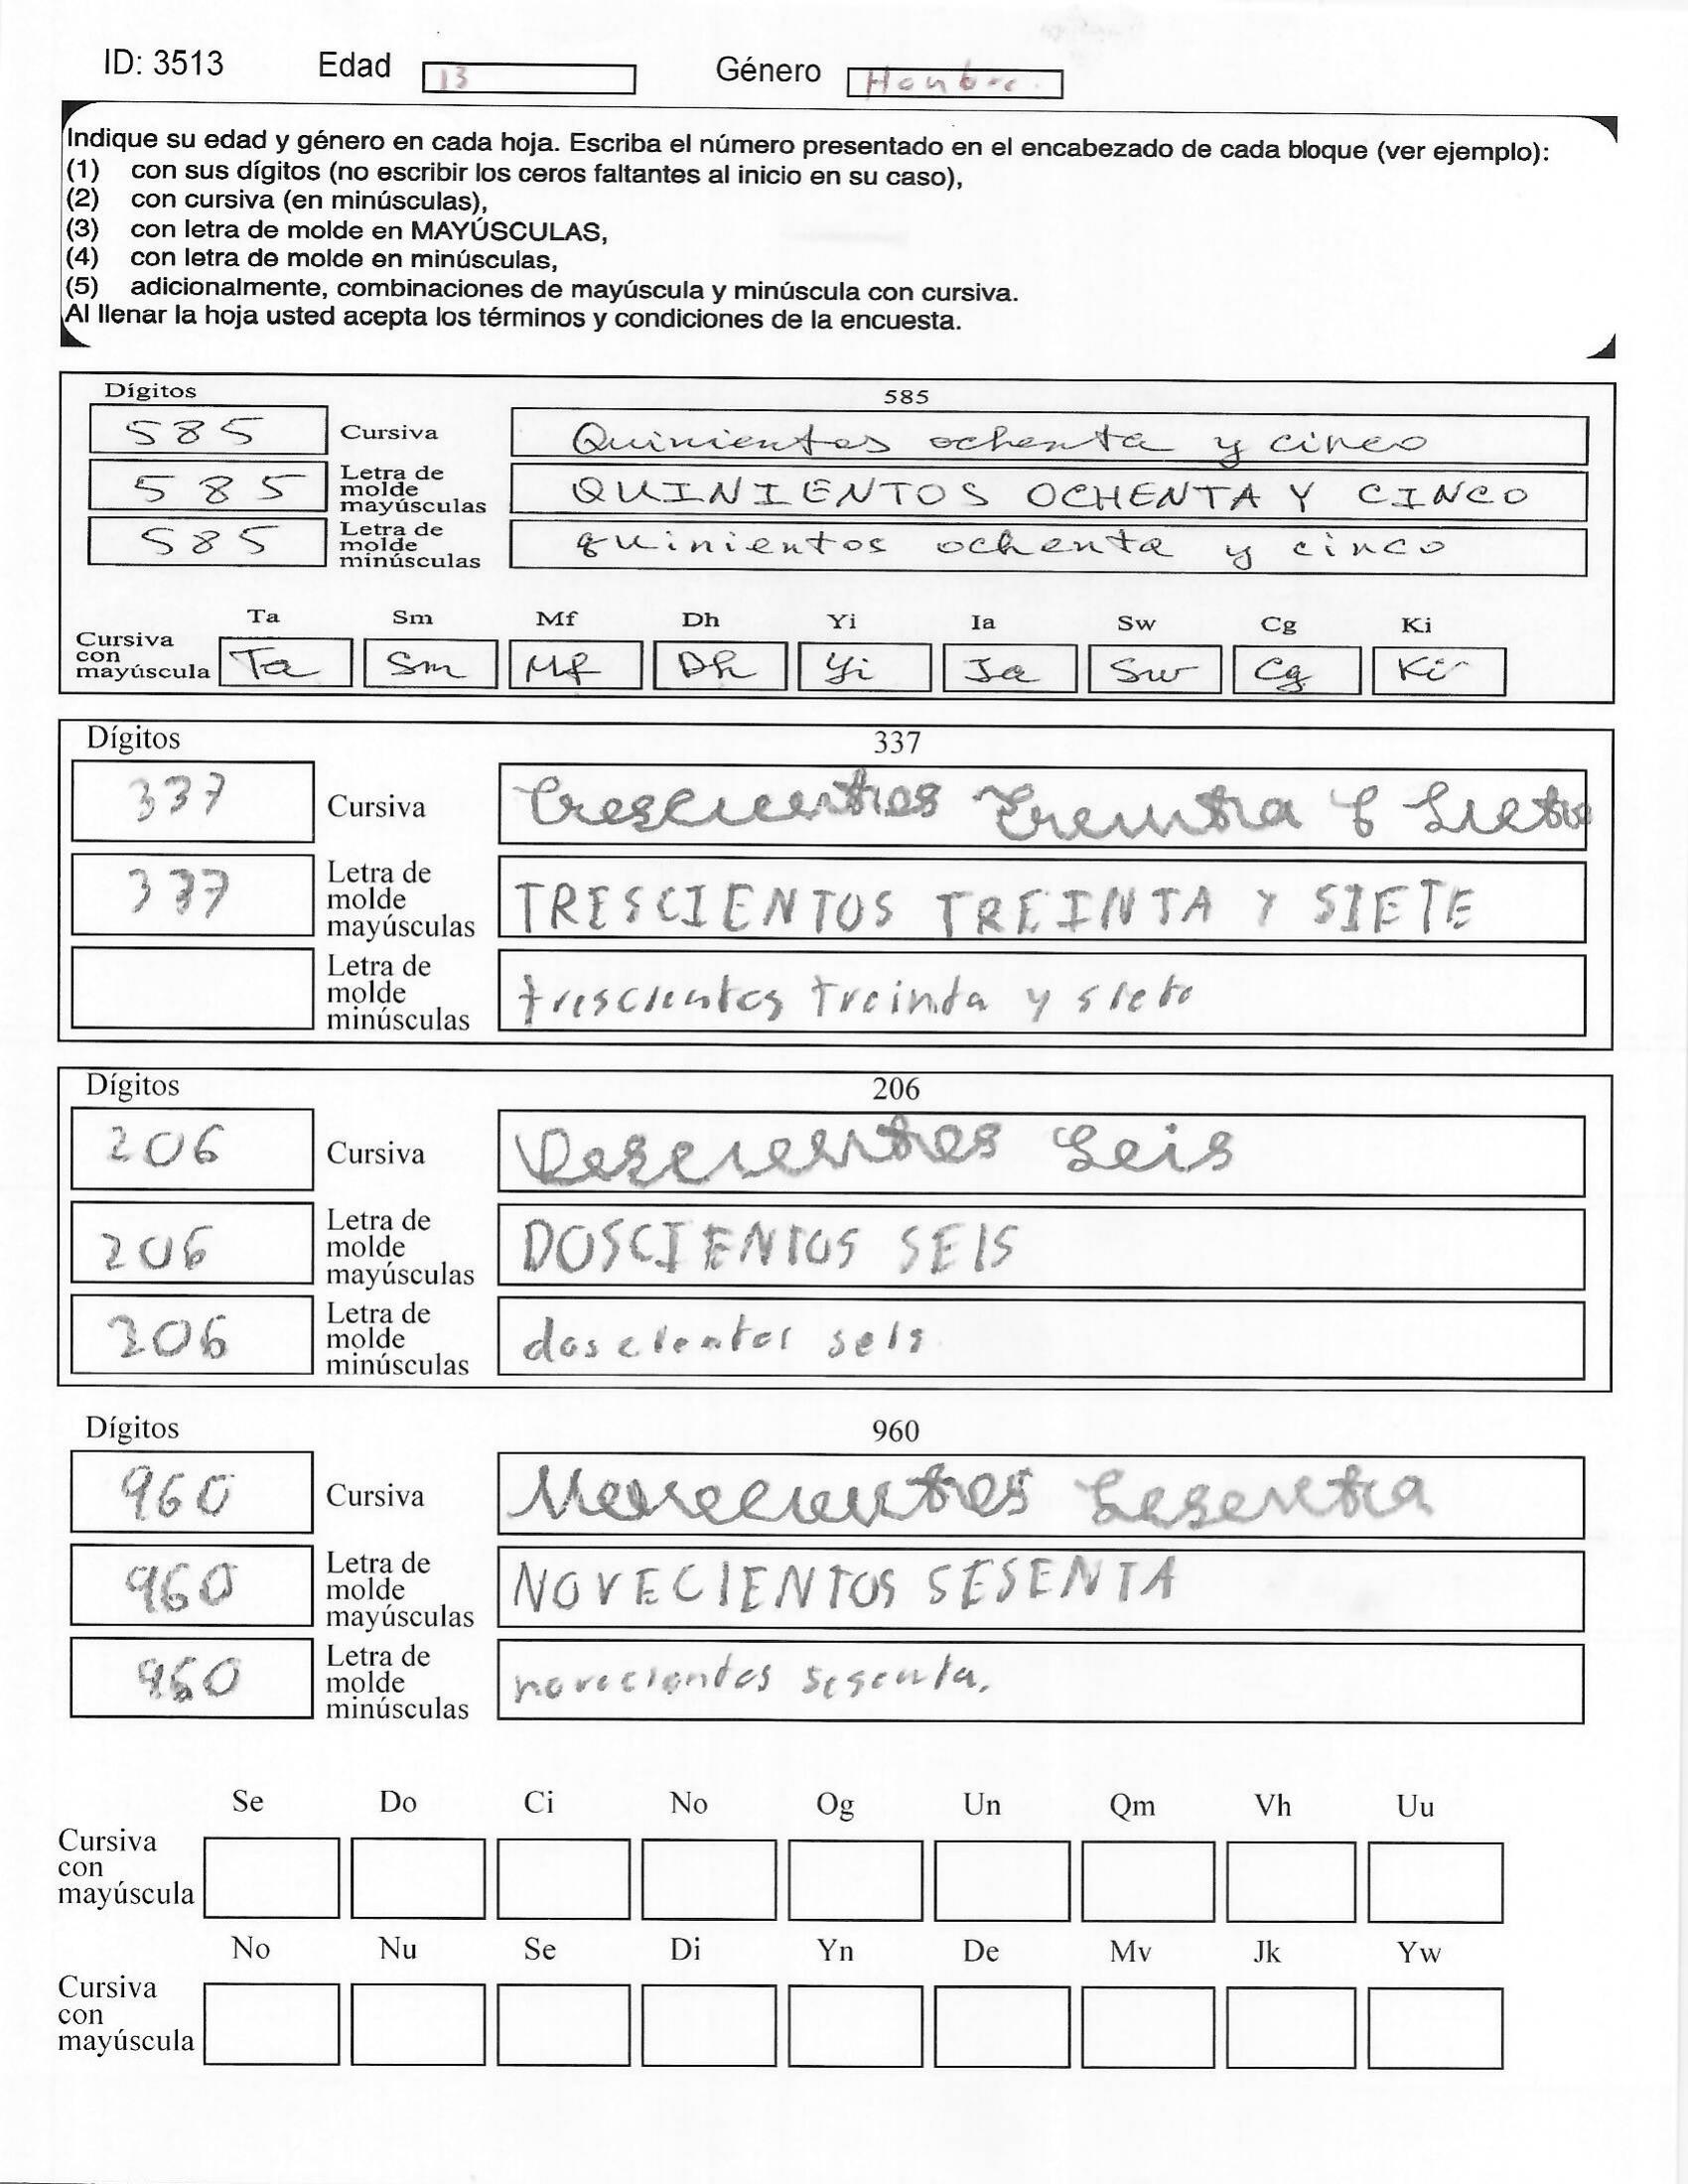 ID: 3513 Edad 13 Género Hombre.
Indique su edad y género en cada hoja. Escriba el número presentado en el encabezado de cada bloque (ver ejemplo):
(1) con sus dígitos (no escribir los ceros faltantes al inicio en su caso),
(2) con cursiva (en minúsculas),
(3) con letra de molde en MAYÚSCULAS,
(4) con letra de molde en minúsculas,
(5) adicionalmente, combinaciones de mayúscula y minúscula con cursiva.
Al llenar la hoja usted acepta los términos y condiciones de la encuesta.
Dígitos 585
585 Cursiva Quinientos ochenta y cinco
585 Letra de molde mayúsculas QUINIENTOS OCHENTA Y CINCO
585 Letra de molde minúsculas quinientos ochenta y cinco
Ta Sm Mf Dh Yi Ia Sw Cg Ki
Cursiva con mayúscula Ta Sm Mf Dh Yi Ia Sw Cg Ki
Dígitos 337
337 Cursiva Trescientos Treinta y Siete
337 Letra de molde mayúsculas TRESCIENTOS TREINTA Y SIETE
Letra de molde minúsculas trescientos treinta y siete
Dígitos 206
206 Cursiva Doscientos Seis
206 Letra de molde mayúsculas DOSCIENTOS SEIS
206 Letra de molde minúsculas doscientos seis
Dígitos 960
960 Cursiva Novecientos Sesenta
960 Letra de molde mayúsculas NOVECIENTOS SESENTA
960 Letra de molde minúsculas novecientos sesenta.
Se Do Ci No Og Un Qm Vh Uu
Cursiva con mayúscula
No Nu Se Di Yn De Mv Jk Yw
Cursiva con mayúscula